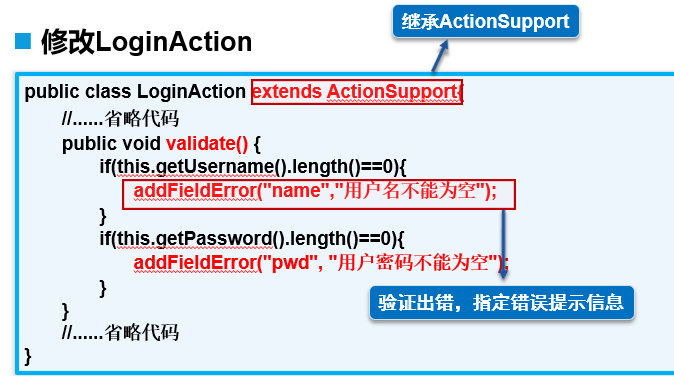 继承ActionSupport
修改LoginAction
public class LoginAction extends ActionSupport{
//......省略代码
public void validate() {
if(this.getUsername().length()==0){
addFieldError("name","用户名不能为空");
}
if(this.getPassword().length()==0){
addFieldError("pwd", "用户密码不能为空");
}
验证出错，指定错误提示信息
}
//......省略代码
}